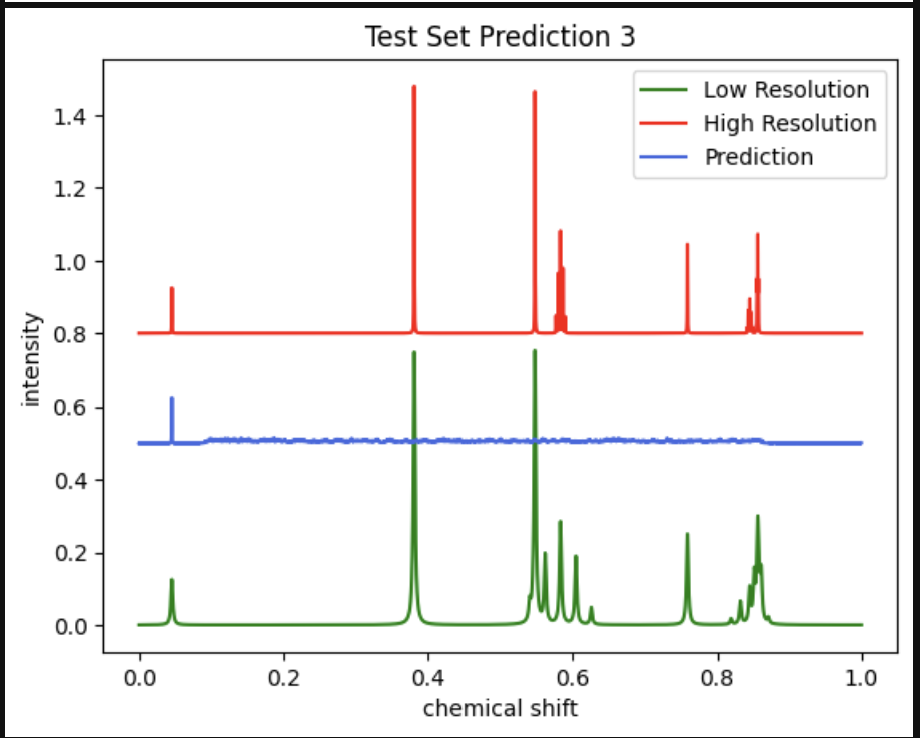 Test Set Prediction 3
Low Resolution
High Resolution
Prediction
intensity
1.4
1.2
1.0
0.8
0.6
0.4
0.2
0.0
0.0 0.2 0.4 0.6 0.8 1.0
chemical shift